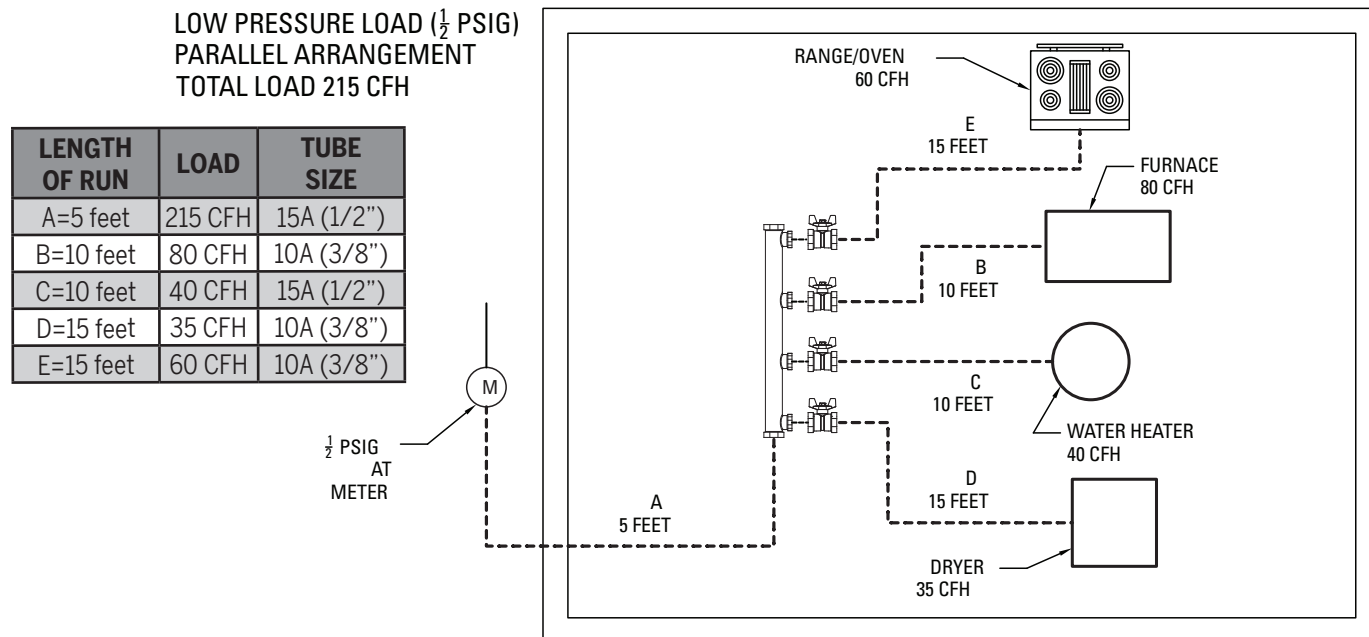 LOW PRESSURE LOAD (½ PSIG)
PARALLEL ARRANGEMENT
TOTAL LOAD 215 CFH
LENGTH OF RUN LOAD TUBE SIZE
A=5 feet 215 CFH 15A (1/2”)
B=10 feet 80 CFH 10A (3/8”)
C=10 feet 40 CFH 15A (1/2”)
D=15 feet 35 CFH 10A (3/8”)
E=15 feet 60 CFH 10A (3/8”)
M
½ PSIG
AT
METER
A
5 FEET
RANGE/OVEN
60 CFH
E
15 FEET
FURNACE
80 CFH
B
10 FEET
C
10 FEET
WATER HEATER
40 CFH
D
15 FEET
DRYER
35 CFH